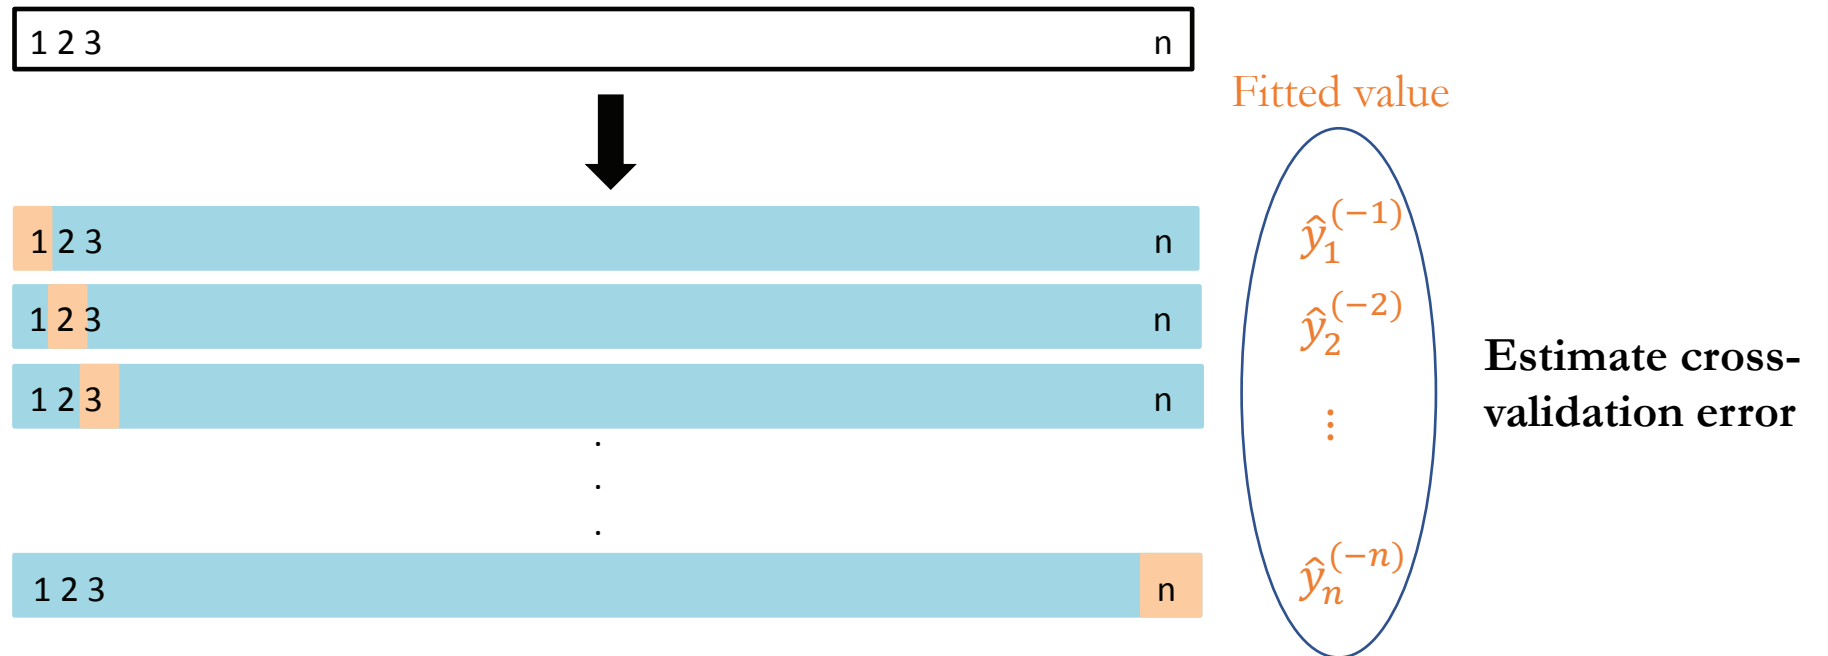 1 2 3 n
Fitted value
1 2 3 n
ŷ₁⁽⁻¹⁾
1 2 3 n
ŷ₂⁽⁻²⁾
1 2 3 n
⋮
Estimate cross-
validation error
.
.
.
1 2 3 n
ŷₙ⁽⁻ⁿ⁾